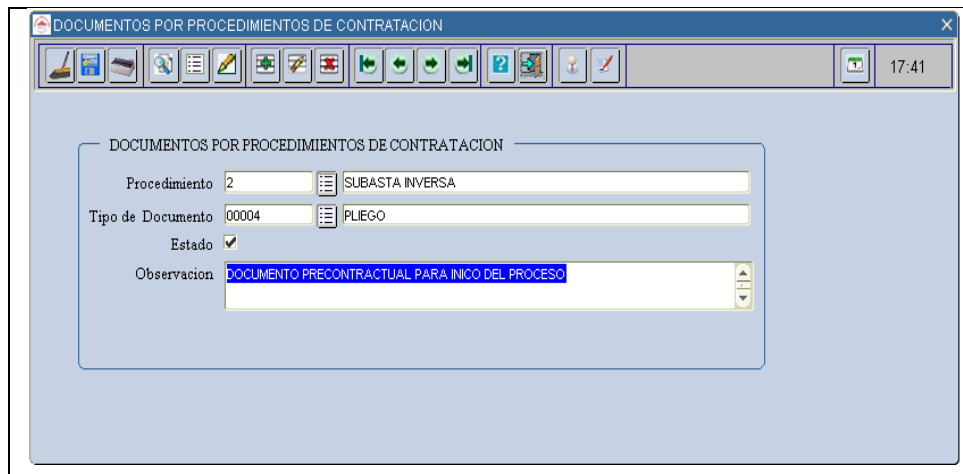 DOCUMENTOS POR PROCEDIMIENTOS DE CONTRATACION
17:41
DOCUMENTOS POR PROCEDIMIENTOS DE CONTRATACION
Procedimiento 2 SUBASTA INVERSA
Tipo de Documento 00004 PLIEGO
Estado
Observacion DOCUMENTO PRECONTRACTUAL PARA INICO DEL PROCESO